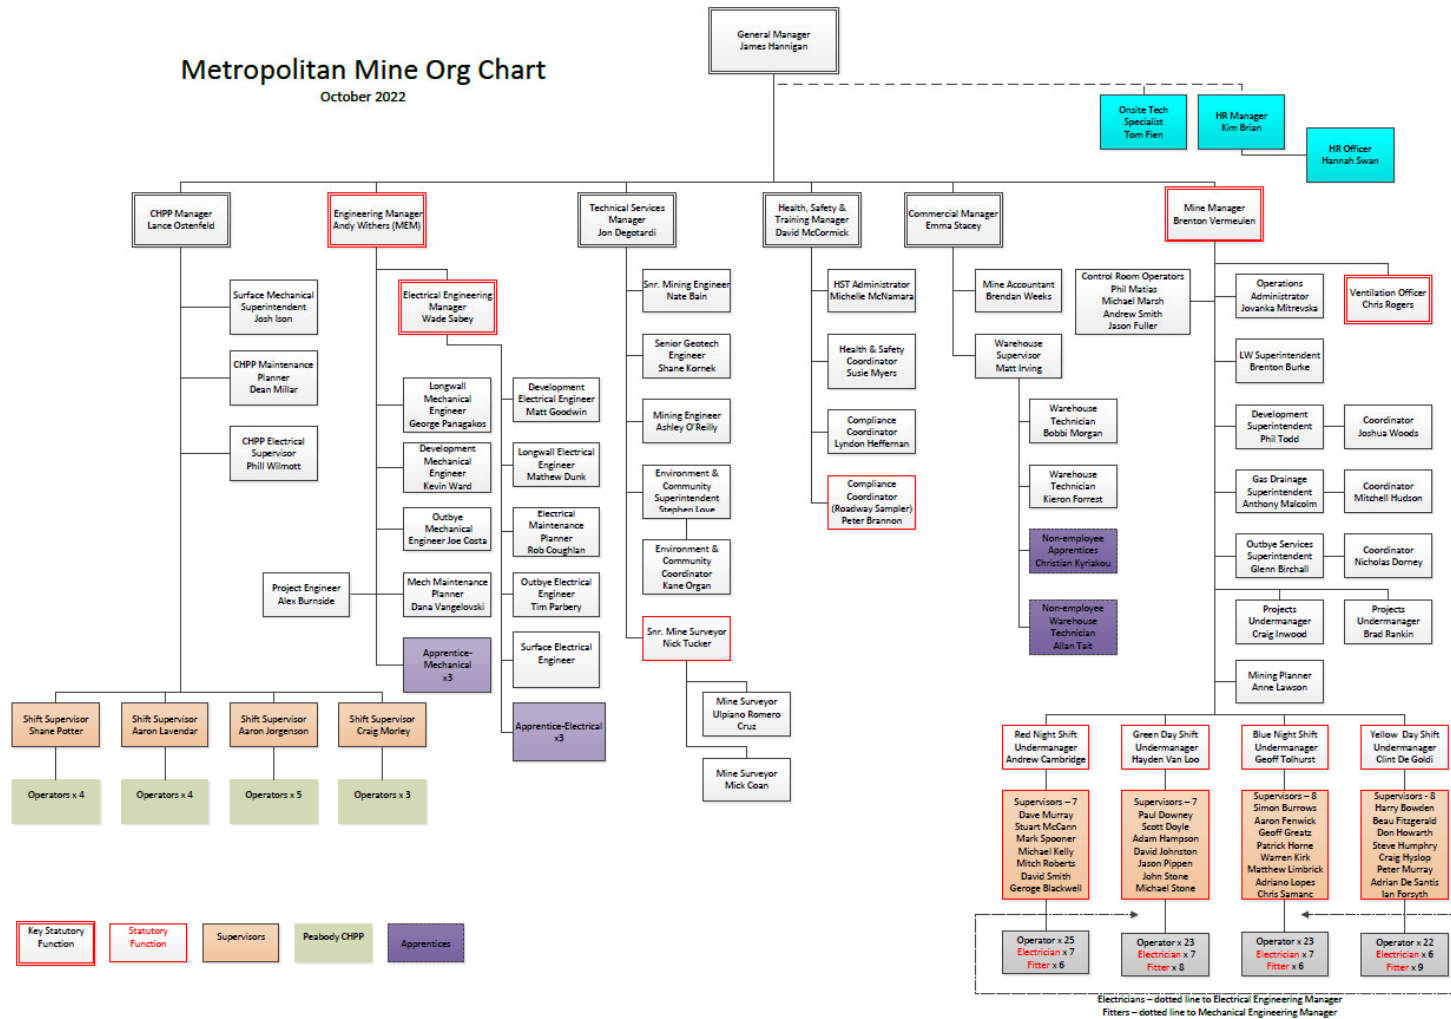 General Manager
James Hannigan
Metropolitan Mine Org Chart
October 2022
Onsite Tech
Specialist
Tom Fien
HR Manager
Kim Brian
HR Officer
Hannah Swan
CHPP Manager
Lance Ostenfeld
Engineering Manager
Andy Withers (MEM)
Technical Services
Manager
Jon Degotardi
Health, Safety &
Training Manager
David McCormick
Commercial Manager
Emma Stacey
Mine Manager
Brenton Vermeulen
Surface Mechanical
Superintendent
Josh Ison
CHPP Maintenance
Planner
Dean Millar
CHPP Electrical
Supervisor
Phill Wilmott
Electrical Engineering
Manager
Wade Sabey
Longwall
Mechanical
Engineer
George Panagakos
Development
Mechanical
Engineer
Kevin Ward
Outbye
Mechanical
Engineer Joe Costa
Project Engineer
Alex Burnside
Mech Maintenance
Planner
Dana Vangelovski
Apprentice-
Mechanical
x3
Development
Electrical Engineer
Matt Goodwin
Longwall Electrical
Engineer
Mathew Dunk
Electrical
Maintenance
Planner
Rob Coughlan
Outbye Electrical
Engineer
Tim Parbery
Surface Electrical
Engineer
Apprentice-Electrical
x3
Snr. Mining Engineer
Nate Bain
Senior Geotech
Engineer
Shane Kornek
Mining Engineer
Ashley O'Reilly
Environment &
Community
Superintendent
Stephen Love
Environment &
Community
Coordinator
Kane Organ
Snr. Mine Surveyor
Nick Tucker
Mine Surveyor
Ulpiano Romero
Cruz
Mine Surveyor
Mick Coan
HST Administrator
Michelle McNamara
Health & Safety
Coordinator
Susie Myers
Compliance
Coordinator
Lyndon Heffernan
Compliance
Coordinator
(Roadway Sampler)
Peter Brannon
Mine Accountant
Brendan Weeks
Warehouse
Supervisor
Matt Irving
Warehouse
Technician
Bobbi Morgan
Warehouse
Technician
Kieron Forrest
Non-employee
Apprentices
Christian Kyriakou
Non-employee
Warehouse
Technician
Allan Tait
Control Room Operators
Phil Matias
Michael Marsh
Andrew Smith
Jason Fuller
Operations
Administrator
Jovanka Mitrevska
Ventilation Officer
Chris Rogers
LW Superintendent
Brenton Burke
Development
Superintendent
Phil Todd
Coordinator
Joshua Woods
Gas Drainage
Superintendent
Anthony Malcolm
Coordinator
Mitchell Hudson
Outbye Services
Superintendent
Glenn Birchall
Coordinator
Nicholas Dorney
Projects
Undermanager
Craig Inwood
Projects
Undermanager
Brad Rankin
Mining Planner
Anne Lawson
Shift Supervisor
Shane Potter
Shift Supervisor
Aaron Lavendar
Shift Supervisor
Aaron Jorgenson
Shift Supervisor
Craig Morley
Operators x 4
Operators x 4
Operators x 5
Operators x 3
Red Night Shift
Undermanager
Andrew Cambridge
Green Day Shift
Undermanager
Hayden Van Loo
Blue Night Shift
Undermanager
Geoff Tolhurst
Yellow Day Shift
Undermanager
Clint De Goldi
Supervisors – 7
Dave Murray
Stuart McCann
Mark Spooner
Michael Kelly
Mitch Roberts
David Smith
Geroge Blackwell
Supervisors – 7
Paul Downey
Scott Doyle
Adam Hampson
David Johnston
Jason Pippen
John Stone
Michael Stone
Supervisors – 8
Simon Burrows
Aaron Fenwick
Geoff Greatz
Patrick Horne
Warren Kirk
Matthew Limbrick
Adriano Lopes
Chris Samanc
Supervisors - 8
Harry Bowden
Beau Fitzgerald
Don Howarth
Steve Humphry
Craig Hyslop
Peter Murray
Adrian De Santis
Ian Forsyth
Operator x 25
Electrician x 7
Fitter x 6
Operator x 23
Electrician x 7
Fitter x 8
Operator x 23
Electrician x 7
Fitter x 6
Operator x 22
Electrician x 6
Fitter x 9
Key Statutory
Function
Statutory
Function
Supervisors
Peabody CHPP
Apprentices
Electricians – dotted line to Electrical Engineering Manager
Fitters – dotted line to Mechanical Engineering Manager